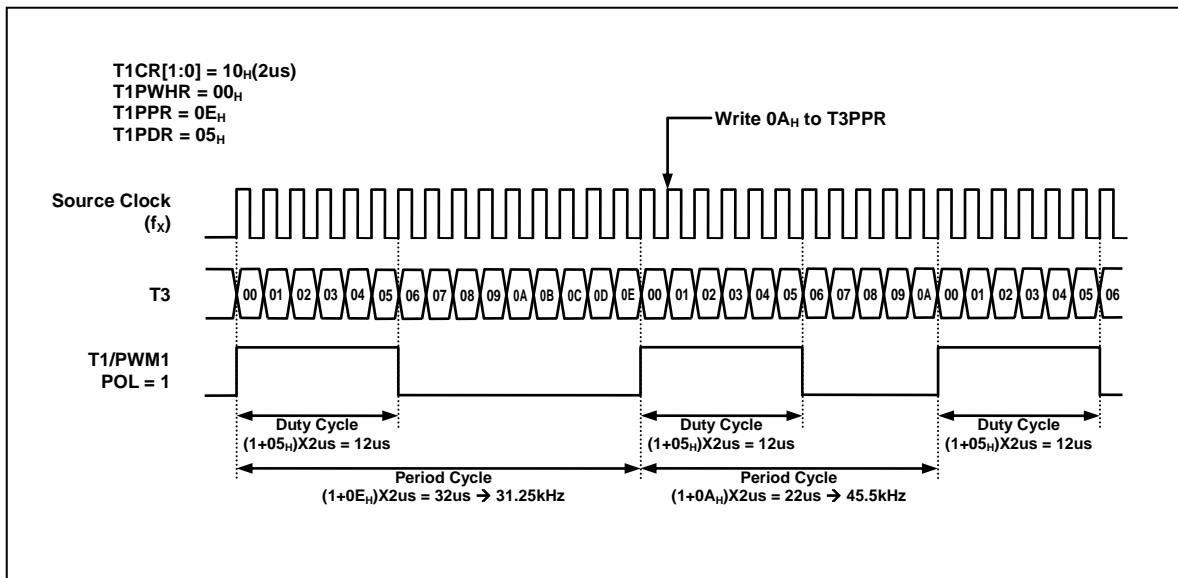 T1CR[1:0] = 10H(2us)
T1PWHR = 00H
T1PPR = 0EH
T1PDR = 05H
Write 0AH to T3PPR
Source Clock
(fX)
T3
00 01 02 03 04 05 06 07 08 09 0A 0B 0C 0D 0E 00 01 02 03 04 05 06 07 08 09 0A 00 01 02 03 04 05 06
T1/PWM1
POL = 1
Duty Cycle
(1+05H)X2us = 12us
Duty Cycle
(1+05H)X2us = 12us
Duty Cycle
(1+05H)X2us = 12us
Period Cycle
(1+0EH)X2us = 32us → 31.25kHz
Period Cycle
(1+0AH)X2us = 22us → 45.5kHz